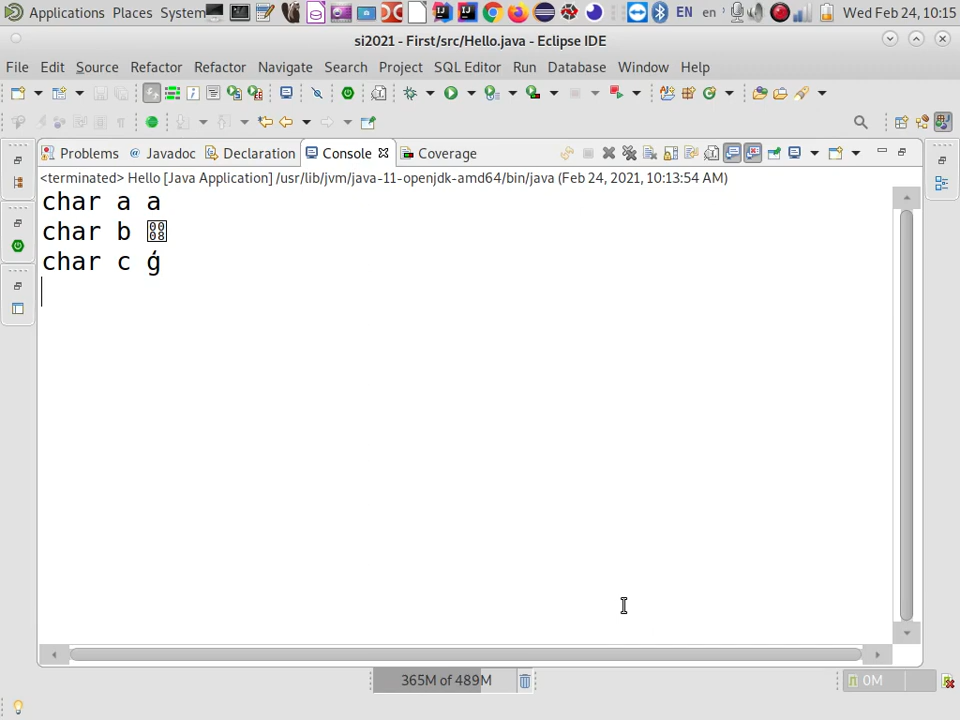 Applications Places System EN en Wed Feb 24, 10:15
si2021 - First/src/Hello.java - Eclipse IDE
File Edit Source Refactor Refactor Navigate Search Project SQL Editor Run Database Window Help
Problems @ Javadoc Declaration Console Coverage
<terminated> Hello [Java Application] /usr/lib/jvm/java-11-openjdk-amd64/bin/java (Feb 24, 2021, 10:13:54 AM)
char a a
char b
char c ǵ
365M of 489M 0M